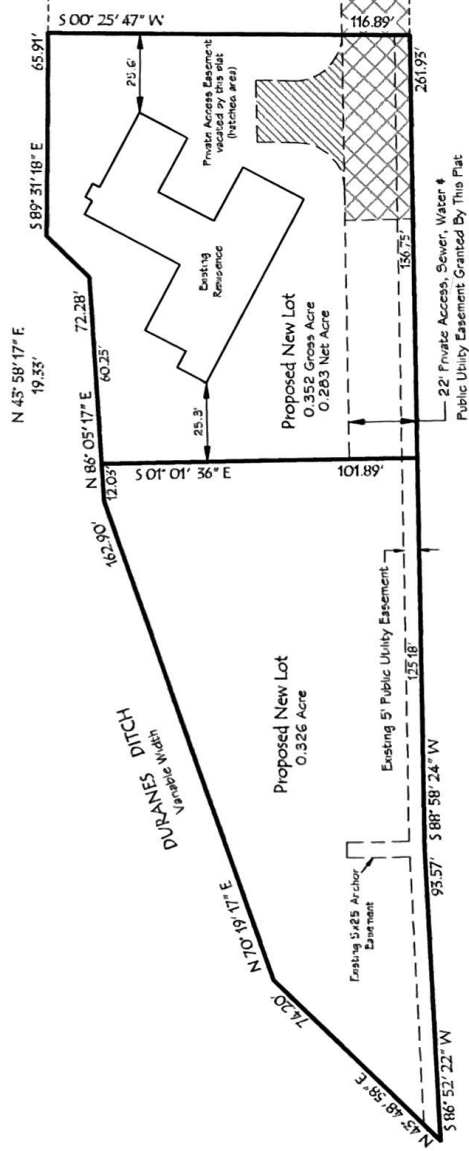 N 43° 58' 17" E
19.33'
S 89° 31' 18" E
65.91'
S 00° 25' 47" W
116.89'
N 86° 05' 17" E
72.28'
60.25'
12.03'
25.6'
Private Access Easement
vacated by this plat
(hatched area)
Existing
Residence
25.3'
Proposed New Lot
0.352 Gross Acre
0.283 Net Acre
S 01° 01' 36" E
101.89'
136.75'
261.93'
22' Private Access, Sewer, Water &
Public Utility Easement Granted By This Plat
162.90'
DURANES DITCH
Variable Width
N 70° 19' 17" E
Proposed New Lot
0.326 Acre
Existing 5' Public Utility Easement
125.18'
S 88° 58' 24" W
Existing 5x25 Anchor
Easement
93.57'
74.20'
N 43° 48' 58" E
S 86° 52' 22" W